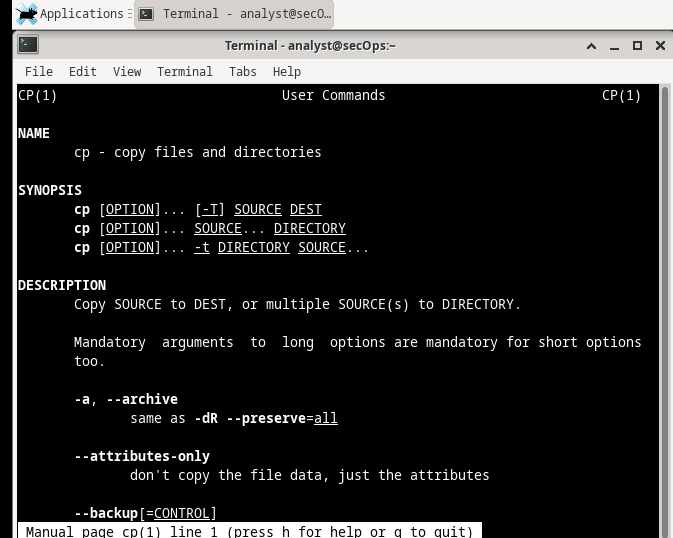 Applications Terminal - analyst@secO...
Terminal - analyst@secOps:~
File Edit View Terminal Tabs Help
CP(1) User Commands CP(1)
NAME
cp - copy files and directories
SYNOPSIS
cp [OPTION]... [-T] SOURCE DEST
cp [OPTION]... SOURCE... DIRECTORY
cp [OPTION]... -t DIRECTORY SOURCE...
DESCRIPTION
Copy SOURCE to DEST, or multiple SOURCE(s) to DIRECTORY.
Mandatory arguments to long options are mandatory for short options
too.
-a, --archive
same as -dR --preserve=all
--attributes-only
don't copy the file data, just the attributes
--backup[=CONTROL]
Manual page cp(1) line 1 (press h for help or q to quit)